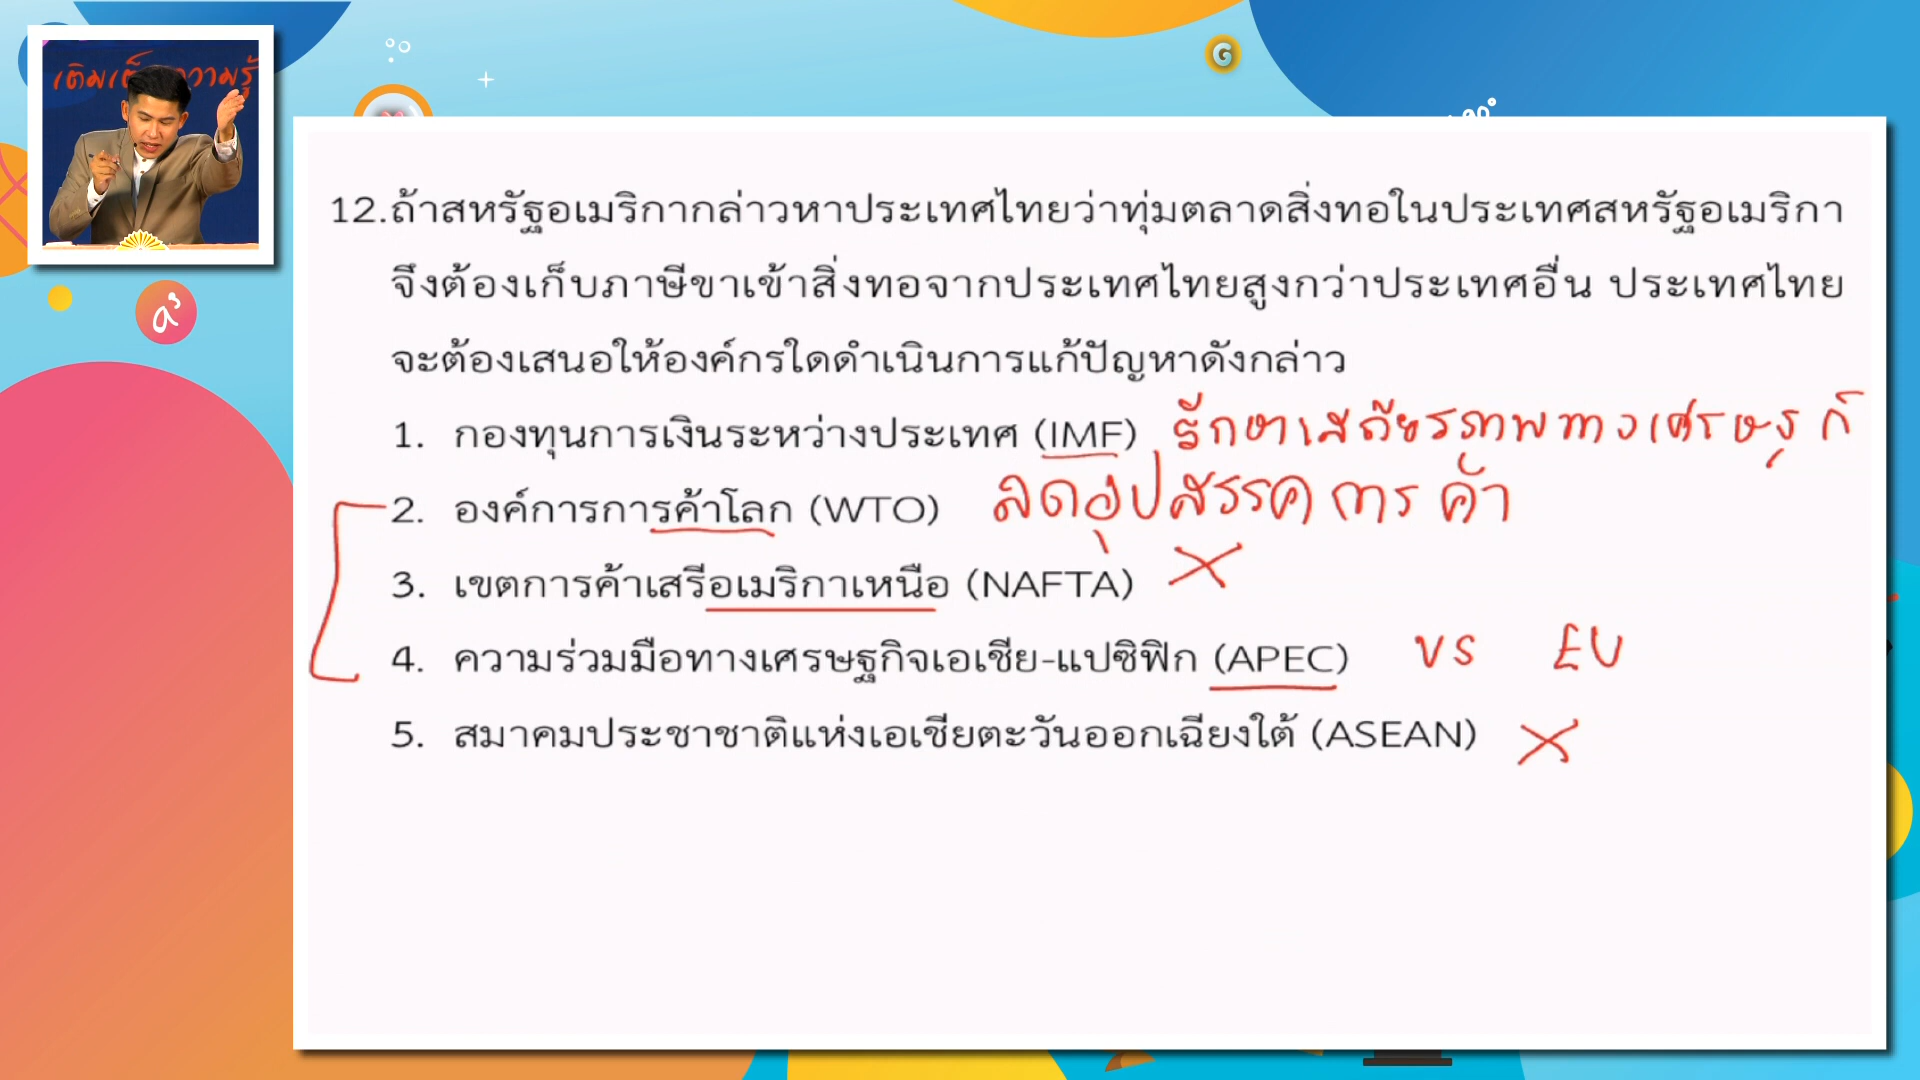 เติมเต็มความรู้
G
a³
12.ถ้าสหรัฐอเมริกากล่าวหาประเทศไทยว่าทุ่มตลาดสิ่งทอในประเทศสหรัฐอเมริกา
จึงต้องเก็บภาษีขาเข้าสิ่งทอจากประเทศไทยสูงกว่าประเทศอื่น ประเทศไทย
จะต้องเสนอให้องค์กรใดดำเนินการแก้ปัญหาดังกล่าว
1. กองทุนการเงินระหว่างประเทศ (IMF) รักษาเสถียรภาพทางเศรษฐกิ
2. องค์การการค้าโลก (WTO) ลดอุปสรรคการค้า
3. เขตการค้าเสรีอเมริกาเหนือ (NAFTA)
4. ความร่วมมือทางเศรษฐกิจเอเชีย-แปซิฟิก (APEC) VS EU
5. สมาคมประชาชาติแห่งเอเชียตะวันออกเฉียงใต้ (ASEAN)